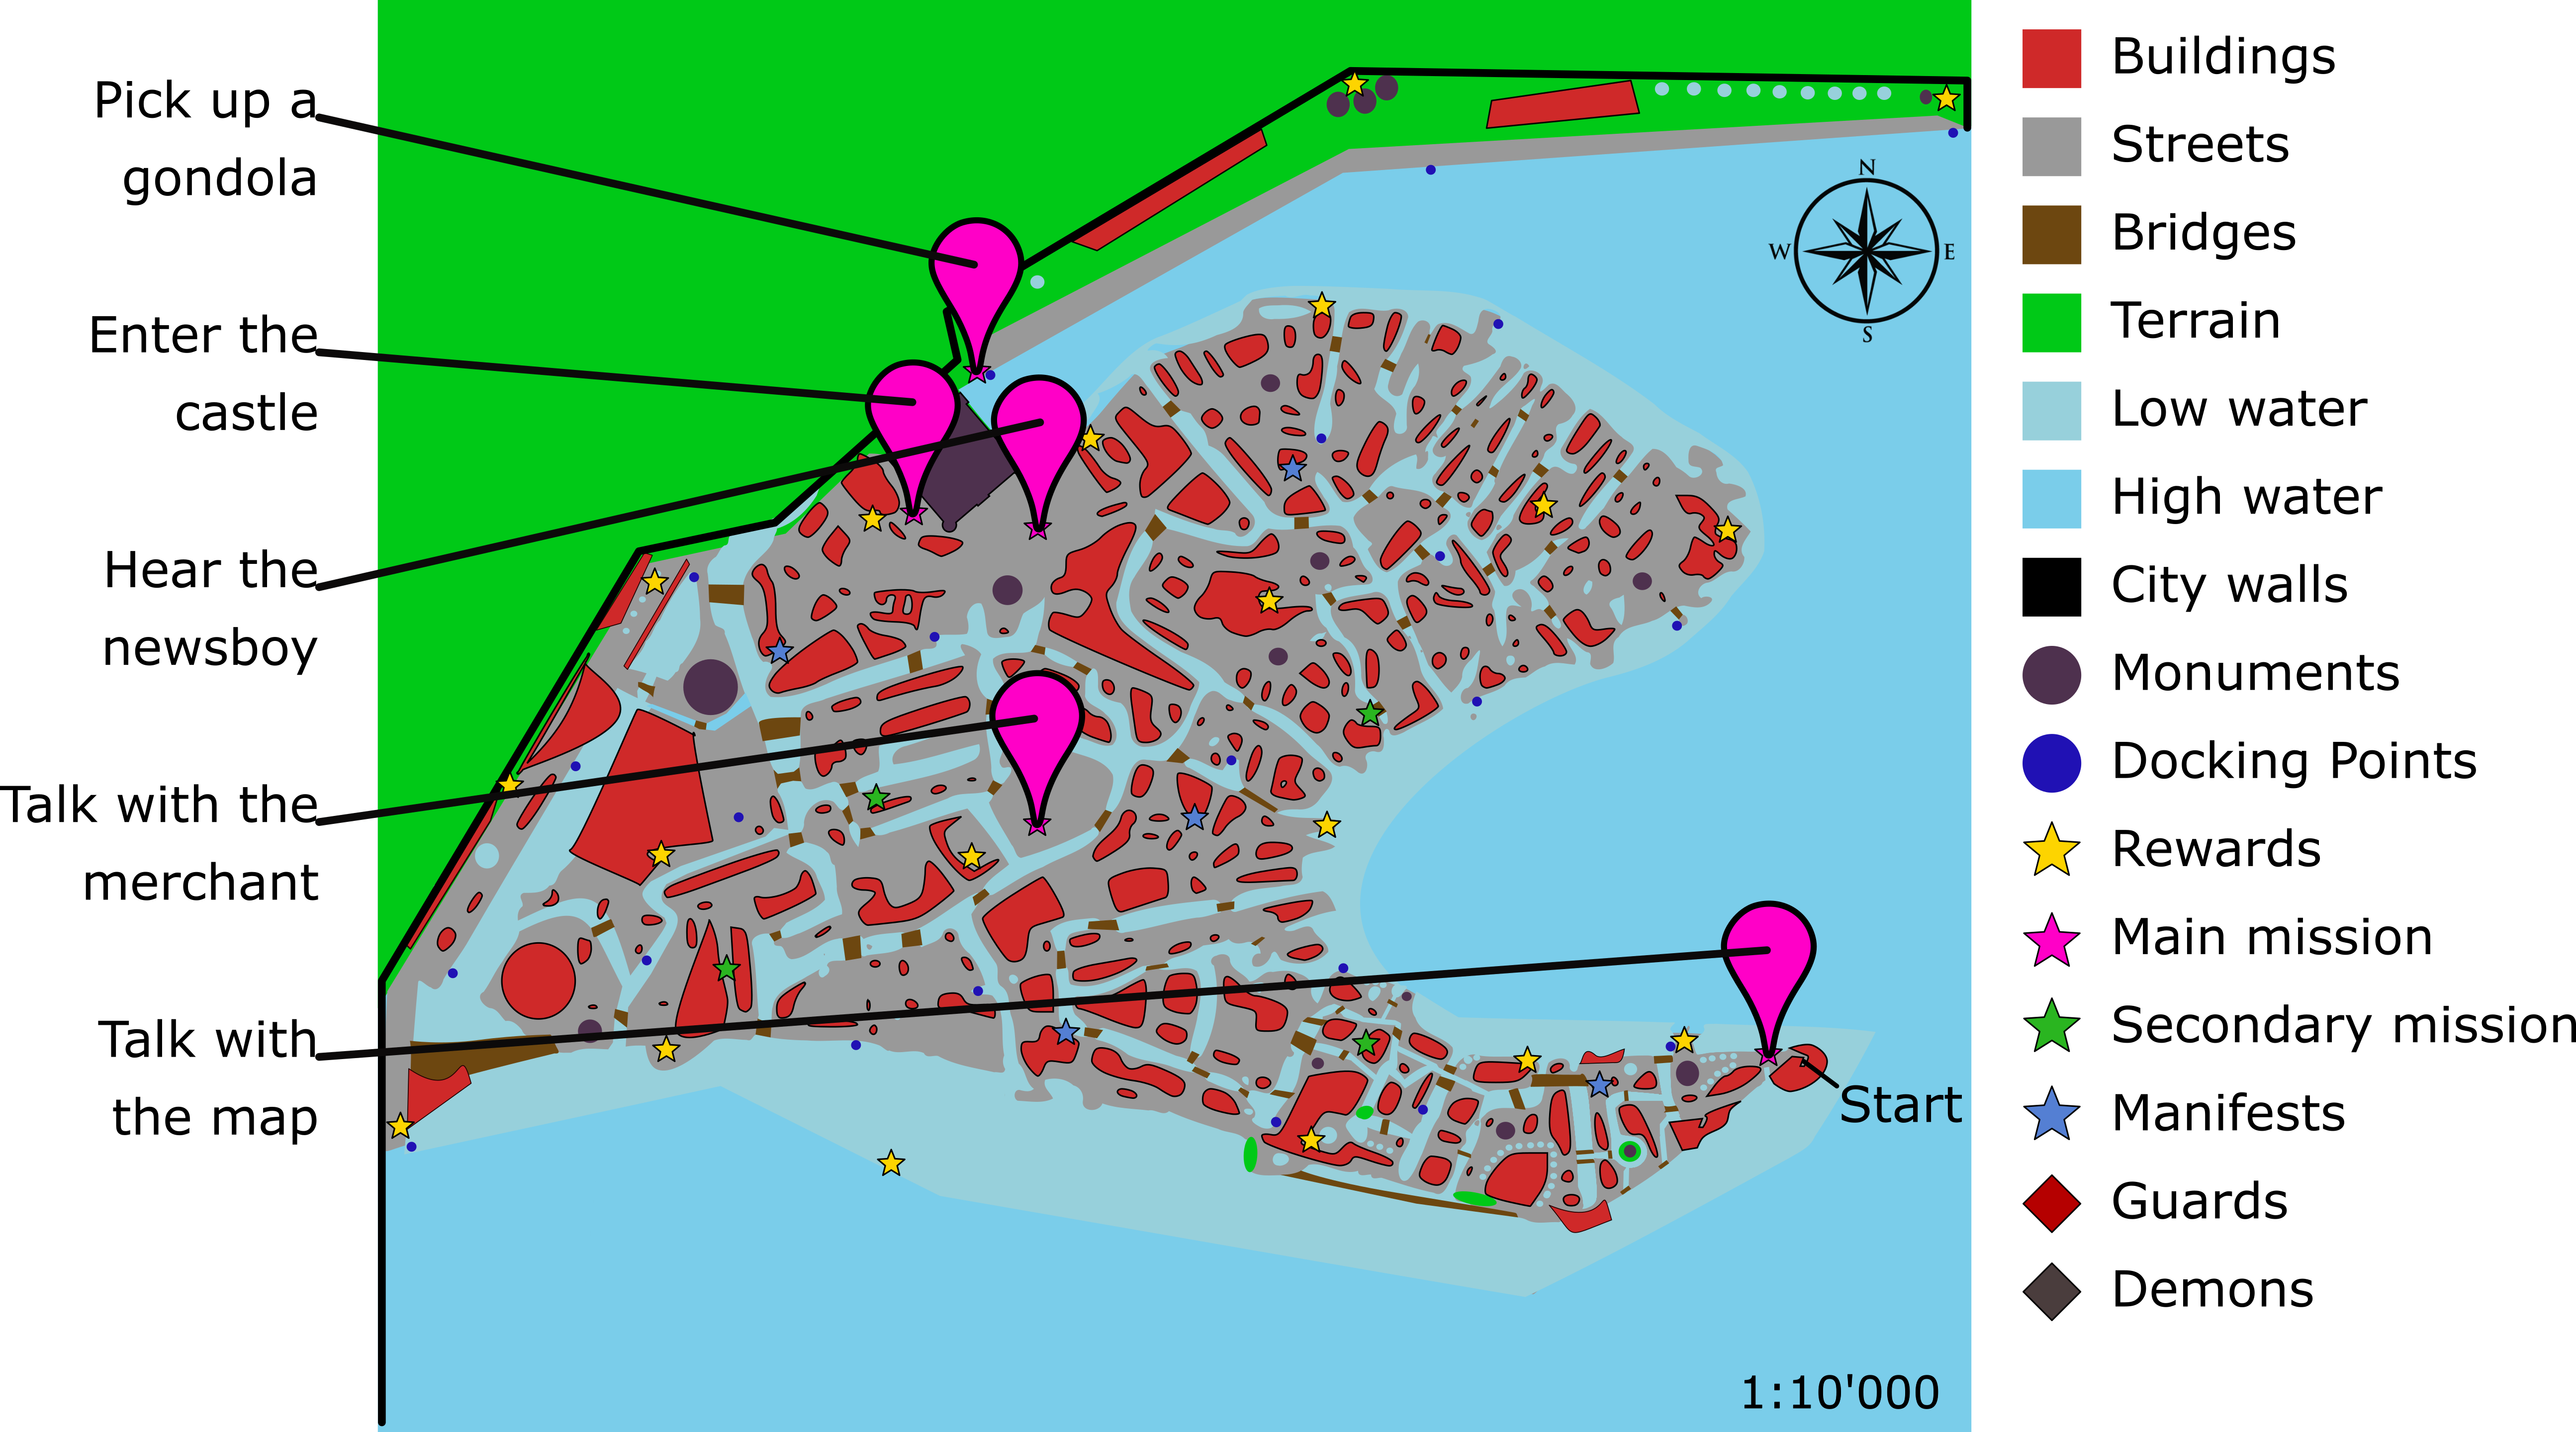 Pick up a
gondola
Enter the
castle
Hear the
newsboy
Talk with the
merchant
Talk with
the map
N
W
E
S
Start
1:10'000
Buildings
Streets
Bridges
Terrain
Low water
High water
City walls
Monuments
Docking Points
Rewards
Main mission
Secondary mission
Manifests
Guards
Demons